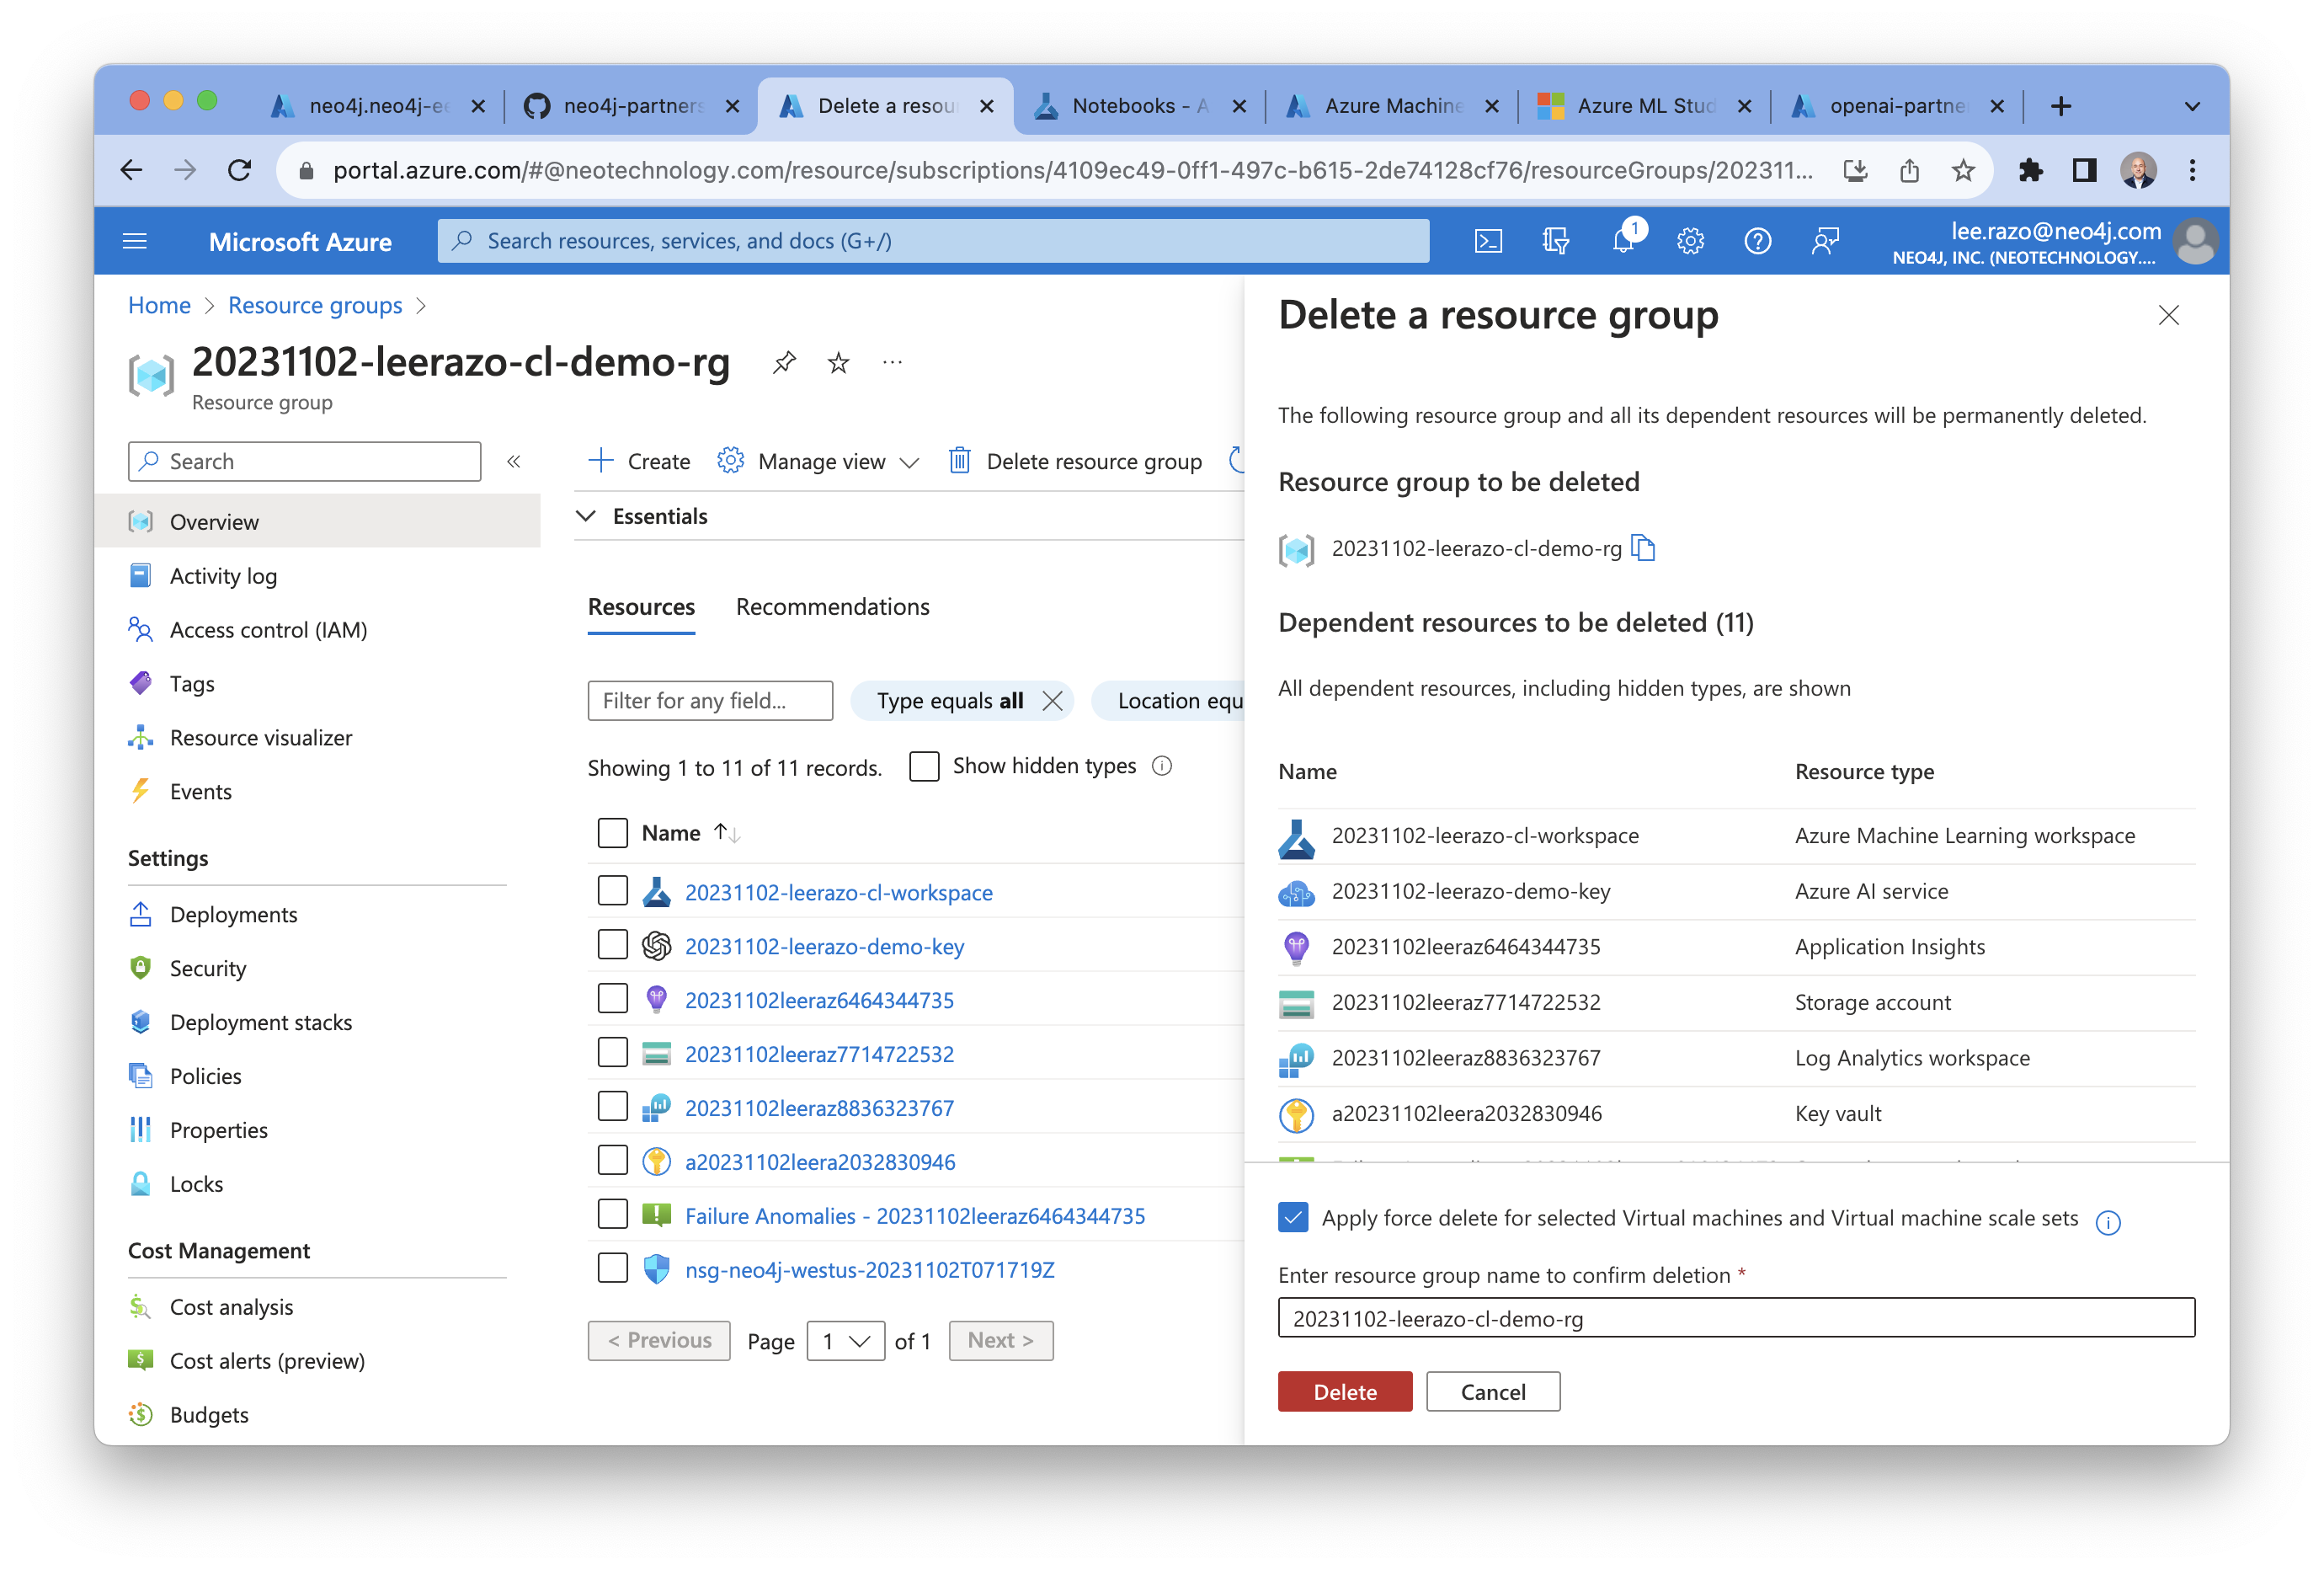 neo4j.neo4j-ee
neo4j-partners
Delete a resou
Notebooks - A
Azure Machine
Azure ML Stud
openai-partne
portal.azure.com/#@neotechnology.com/resource/subscriptions/4109ec49-0ff1-497c-b615-2de74128cf76/resourceGroups/202311...
Microsoft Azure
Search resources, services, and docs (G+/)
1
lee.razo@neo4j.com
NEO4J, INC. (NEOTECHNOLOGY....
Home > Resource groups >
20231102-leerazo-cl-demo-rg
Resource group
Search
Overview
Activity log
Access control (IAM)
Tags
Resource visualizer
Events
Settings
Deployments
Security
Deployment stacks
Policies
Properties
Locks
Cost Management
Cost analysis
Cost alerts (preview)
Budgets
Create
Manage view
Delete resource group
Essentials
Resources
Recommendations
Filter for any field...
Type equals all
Location equ
Showing 1 to 11 of 11 records.
Show hidden types
Name
20231102-leerazo-cl-workspace
20231102-leerazo-demo-key
20231102leeraz6464344735
20231102leeraz7714722532
20231102leeraz8836323767
a20231102leera2032830946
Failure Anomalies - 20231102leeraz6464344735
nsg-neo4j-westus-20231102T071719Z
< Previous
Page
1
of 1
Next >
Delete a resource group
The following resource group and all its dependent resources will be permanently deleted.
Resource group to be deleted
20231102-leerazo-cl-demo-rg
Dependent resources to be deleted (11)
All dependent resources, including hidden types, are shown
Name Resource type
20231102-leerazo-cl-workspace Azure Machine Learning workspace
20231102-leerazo-demo-key Azure AI service
20231102leeraz6464344735 Application Insights
20231102leeraz7714722532 Storage account
20231102leeraz8836323767 Log Analytics workspace
a20231102leera2032830946 Key vault
Apply force delete for selected Virtual machines and Virtual machine scale sets
Enter resource group name to confirm deletion *
20231102-leerazo-cl-demo-rg
Delete
Cancel